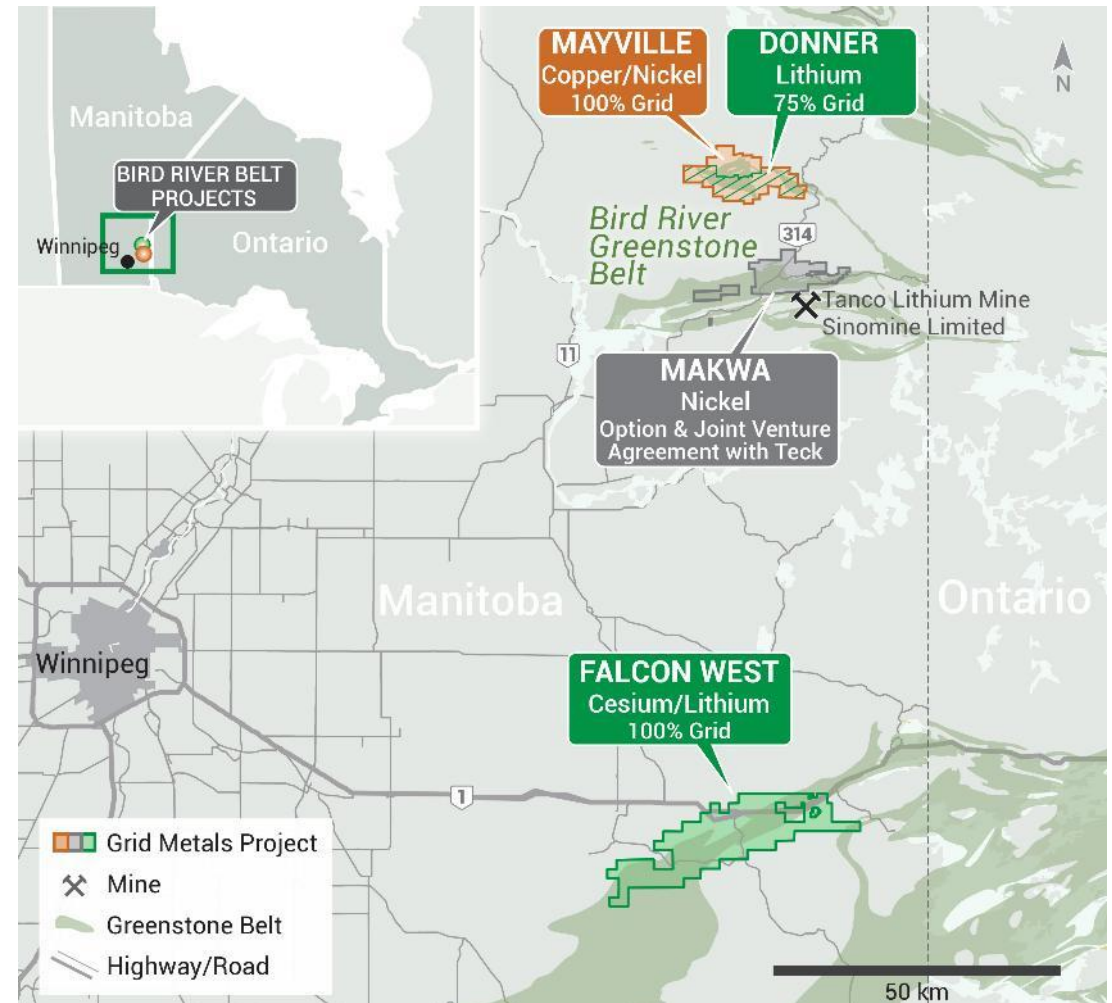 Manitoba
BIRD RIVER BELT
PROJECTS
Winnipeg
Ontario
MAYVILLE
Copper/Nickel
100% Grid
DONNER
Lithium
75% Grid
N
Bird River
Greenstone
Belt
314
Tanco Lithium Mine
Sinomine Limited
11
MAKWA
Nickel
Option & Joint Venture
Agreement with Teck
Manitoba
Ontario
Winnipeg
FALCON WEST
Cesium/Lithium
100% Grid
1
Grid Metals Project
Mine
Greenstone Belt
Highway/Road
50 km